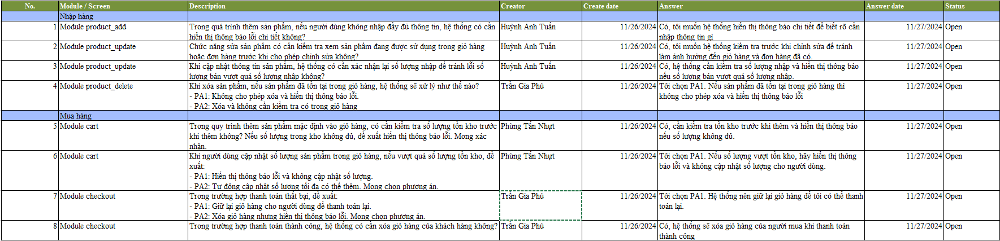 No. Module / Screen Description Creator Create date Answer Answer date Status
Nhập hàng
1 Module product_add Trong quá trình thêm sản phẩm, nếu người dùng không nhập đầy đủ thông tin, hệ thống có cần Huỳnh Anh Tuấn 11/26/2024 Có, tôi muốn hệ thống hiển thị thông báo chi tiết để biết rõ cần 11/27/2024 Open
hiển thị thông báo lỗi chi tiết không? nhập thông tin gì
2 Module product_update Chức năng sửa sản phẩm có cần kiểm tra xem sản phẩm đang được sử dụng trong giỏ hàng Huỳnh Anh Tuấn 11/26/2024 Có, tôi muốn hệ thống kiểm tra trước khi chỉnh sửa để tránh 11/27/2024 Open
hoặc đơn hàng trước khi cho phép chỉnh sửa không? làm ảnh hưởng đến giỏ hàng và đơn hàng đã có.
3 Module product_update Khi cập nhật thông tin sản phẩm, hệ thống có cần xác nhận lại số lượng nhập để tránh lỗi số Huỳnh Anh Tuấn 11/26/2024 Có, hệ thống cần kiểm tra số lượng nhập và hiển thị thông báo 11/27/2024 Open
lượng bán vượt quá số lượng nhập không? nếu số lượng bán vượt quá số lượng nhập.
4 Module product_delete Khi xóa sản phẩm, nếu sản phẩm đã tồn tại trong giỏ hàng, hệ thống sẽ xử lý như thế nào? Trần Gia Phú 11/26/2024 Tôi chọn PA1. Nếu sản phẩm đã tồn tại trong giỏ hàng thì 11/27/2024 Open
- PA1: Không cho phép xóa và hiển thị thông báo lỗi. không cho phép xóa và hiển thị thông báo lỗi
- PA2: Xóa và không cần kiểm tra có trong giỏ hàng
Mua hàng
5 Module cart Trong quy trình thêm sản phẩm mặc định vào giỏ hàng, có cần kiểm tra số lượng tồn kho trước Phùng Tấn Nhựt 11/26/2024 Có, cần kiểm tra tồn kho trước khi thêm và hiển thị thông báo 11/27/2024 Open
khi thêm không? Nếu số lượng trong kho không đủ, đề xuất hiển thị thông báo lỗi. Mong xác nếu số lượng không đủ.
nhận.
6 Module cart Khi người dùng cập nhật số lượng sản phẩm trong giỏ hàng, nếu vượt quá số lượng tồn kho, đề Phùng Tấn Nhựt 11/26/2024 Tôi chọn PA1. Nếu số lượng vượt tồn kho, hãy hiển thị thông 11/27/2024 Open
xuất: báo lỗi và không cập nhật số lượng cho người dùng.
- PA1: Hiển thị thông báo lỗi và không cập nhật số lượng.
- PA2: Tự động cập nhật số lượng tối đa có thể thêm. Mong chọn phương án.
7 Module checkout Trong trường hợp thanh toán thất bại, đề xuất: Trần Gia Phú 11/26/2024 Tôi chọn PA1. Hệ thống nên giữ lại giỏ hàng để tôi có thể thanh 11/27/2024 Open
- PA1: Giữ lại giỏ hàng cho người dùng để thanh toán lại. toán lại.
- PA2: Xóa giỏ hàng nhưng hiển thị thông báo lỗi. Mong chọn phương án.
8 Module checkout Trong trường hợp thanh toán thành công, hệ thống có cần xóa giỏ hàng của khách hàng không? Trần Gia Phú 11/26/2024 Có, hệ thống sẽ xóa giỏ hàng của người mua khi thanh toán 11/27/2024 Open
thành công